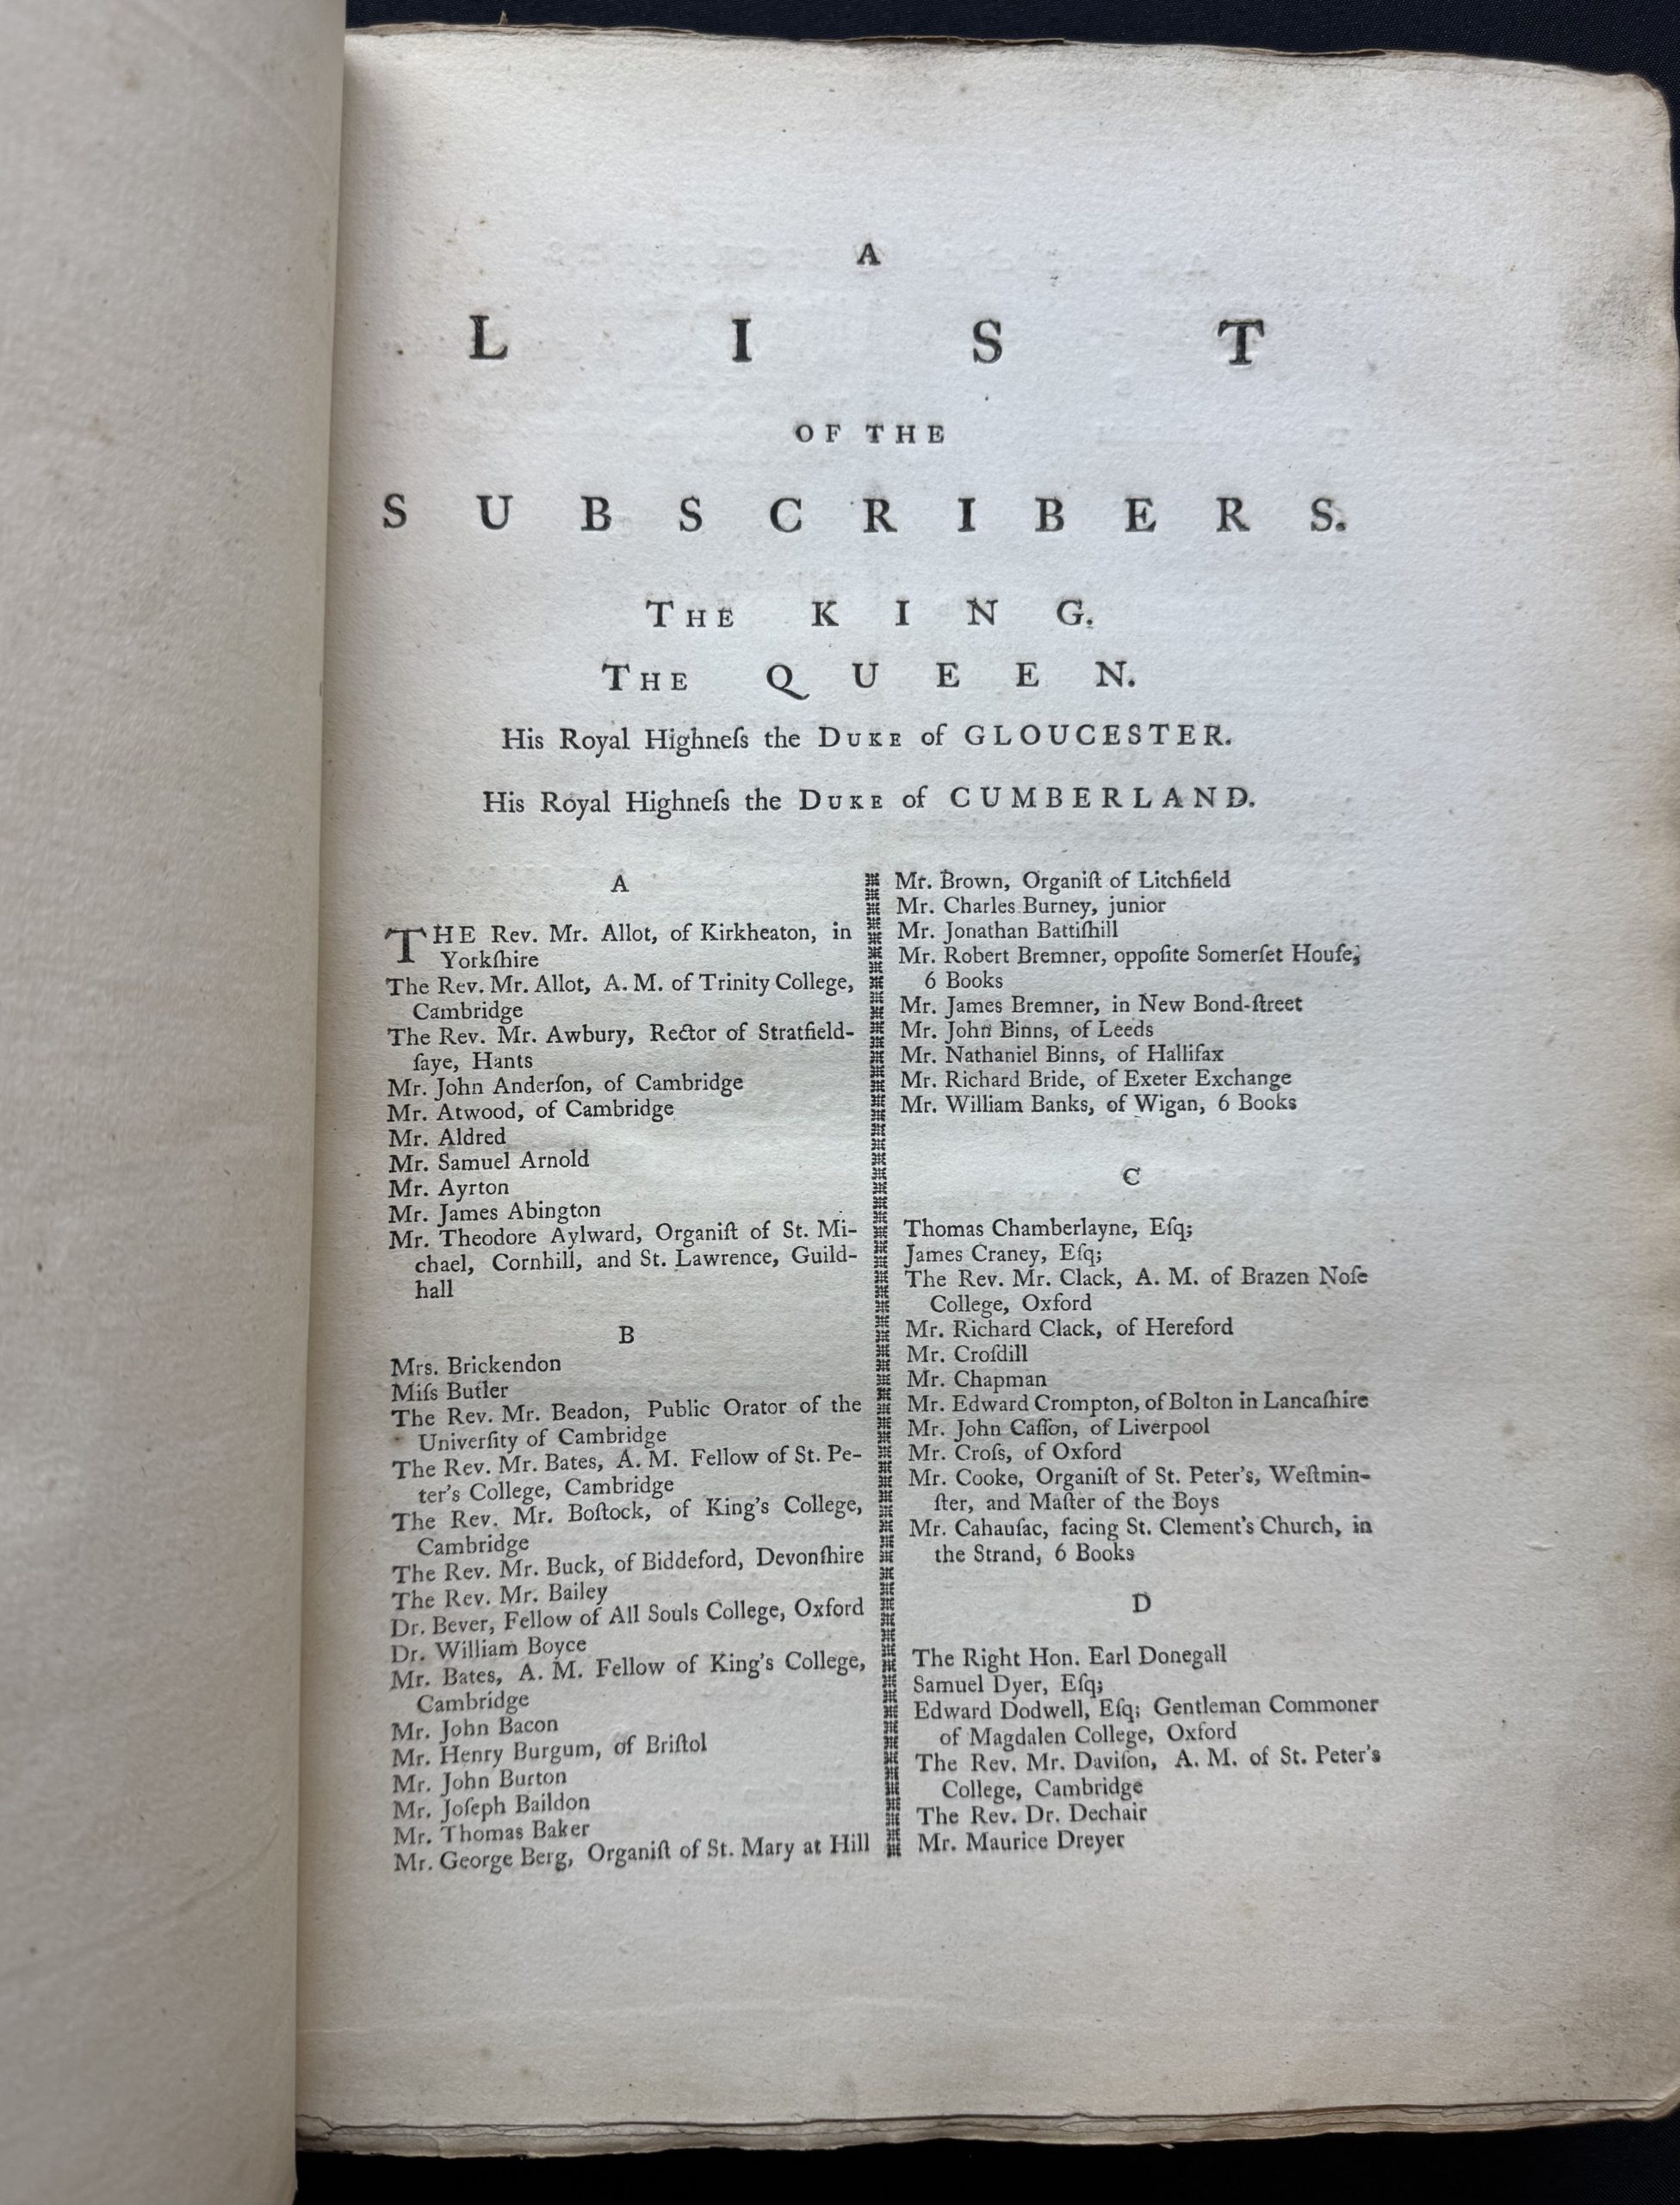 A
LIST
OF THE
SUBSCRIBERS.
THE KING.
THE QUEEN.
His Royal Highneſs the DUKE of GLOUCESTER.
His Royal Highneſs the DUKE of CUMBERLAND.
A
THE Rev. Mr. Allot, of Kirkheaton, in
Yorkſhire
The Rev. Mr. Allot, A. M. of Trinity College,
Cambridge
The Rev. Mr. Awbury, Rector of Stratfield-
ſaye, Hants
Mr. John Anderſon, of Cambridge
Mr. Atwood, of Cambridge
Mr. Aldred
Mr. Samuel Arnold
Mr. Ayrton
Mr. James Abington
Mr. Theodore Aylward, Organiſt of St. Mi-
chael, Cornhill, and St. Lawrence, Guild-
hall
B
Mrs. Brickendon
Miſs Butler
The Rev. Mr. Beadon, Public Orator of the
Univerſity of Cambridge
The Rev. Mr. Bates, A. M. Fellow of St. Pe-
ter's College, Cambridge
The Rev. Mr. Boſtock, of King's College,
Cambridge
The Rev. Mr. Buck, of Biddeford, Devonſhire
The Rev. Mr. Bailey
Dr. Bever, Fellow of All Souls College, Oxford
Dr. William Boyce
Mr. Bates, A. M. Fellow of King's College,
Cambridge
Mr. John Bacon
Mr. Henry Burgum, of Briſtol
Mr. John Burton
Mr. Joſeph Baildon
Mr. Thomas Baker
Mr. George Berg, Organiſt of St. Mary at Hill
Mr. Brown, Organiſt of Litchfield
Mr. Charles Burney, junior
Mr. Jonathan Battiſhill
Mr. Robert Bremner, oppoſite Somerſet Houſe,
6 Books
Mr. James Bremner, in New Bond-ſtreet
Mr. John Binns, of Leeds
Mr. Nathaniel Binns, of Hallifax
Mr. Richard Bride, of Exeter Exchange
Mr. William Banks, of Wigan, 6 Books
C
Thomas Chamberlayne, Eſq;
James Craney, Eſq;
The Rev. Mr. Clack, A. M. of Brazen Noſe
College, Oxford
Mr. Richard Clack, of Hereford
Mr. Croſdill
Mr. Chapman
Mr. Edward Crompton, of Bolton in Lancaſhire
Mr. John Caſſon, of Liverpool
Mr. Croſs, of Oxford
Mr. Cooke, Organiſt of St. Peter's, Weſtmin-
ſter, and Maſter of the Boys
Mr. Cahauſac, facing St. Clement's Church, in
the Strand, 6 Books
D
The Right Hon. Earl Donegall
Samuel Dyer, Eſq;
Edward Dodwell, Eſq; Gentleman Commoner
of Magdalen College, Oxford
The Rev. Mr. Daviſon, A. M. of St. Peter's
College, Cambridge
The Rev. Dr. Dechair
Mr. Maurice Dreyer